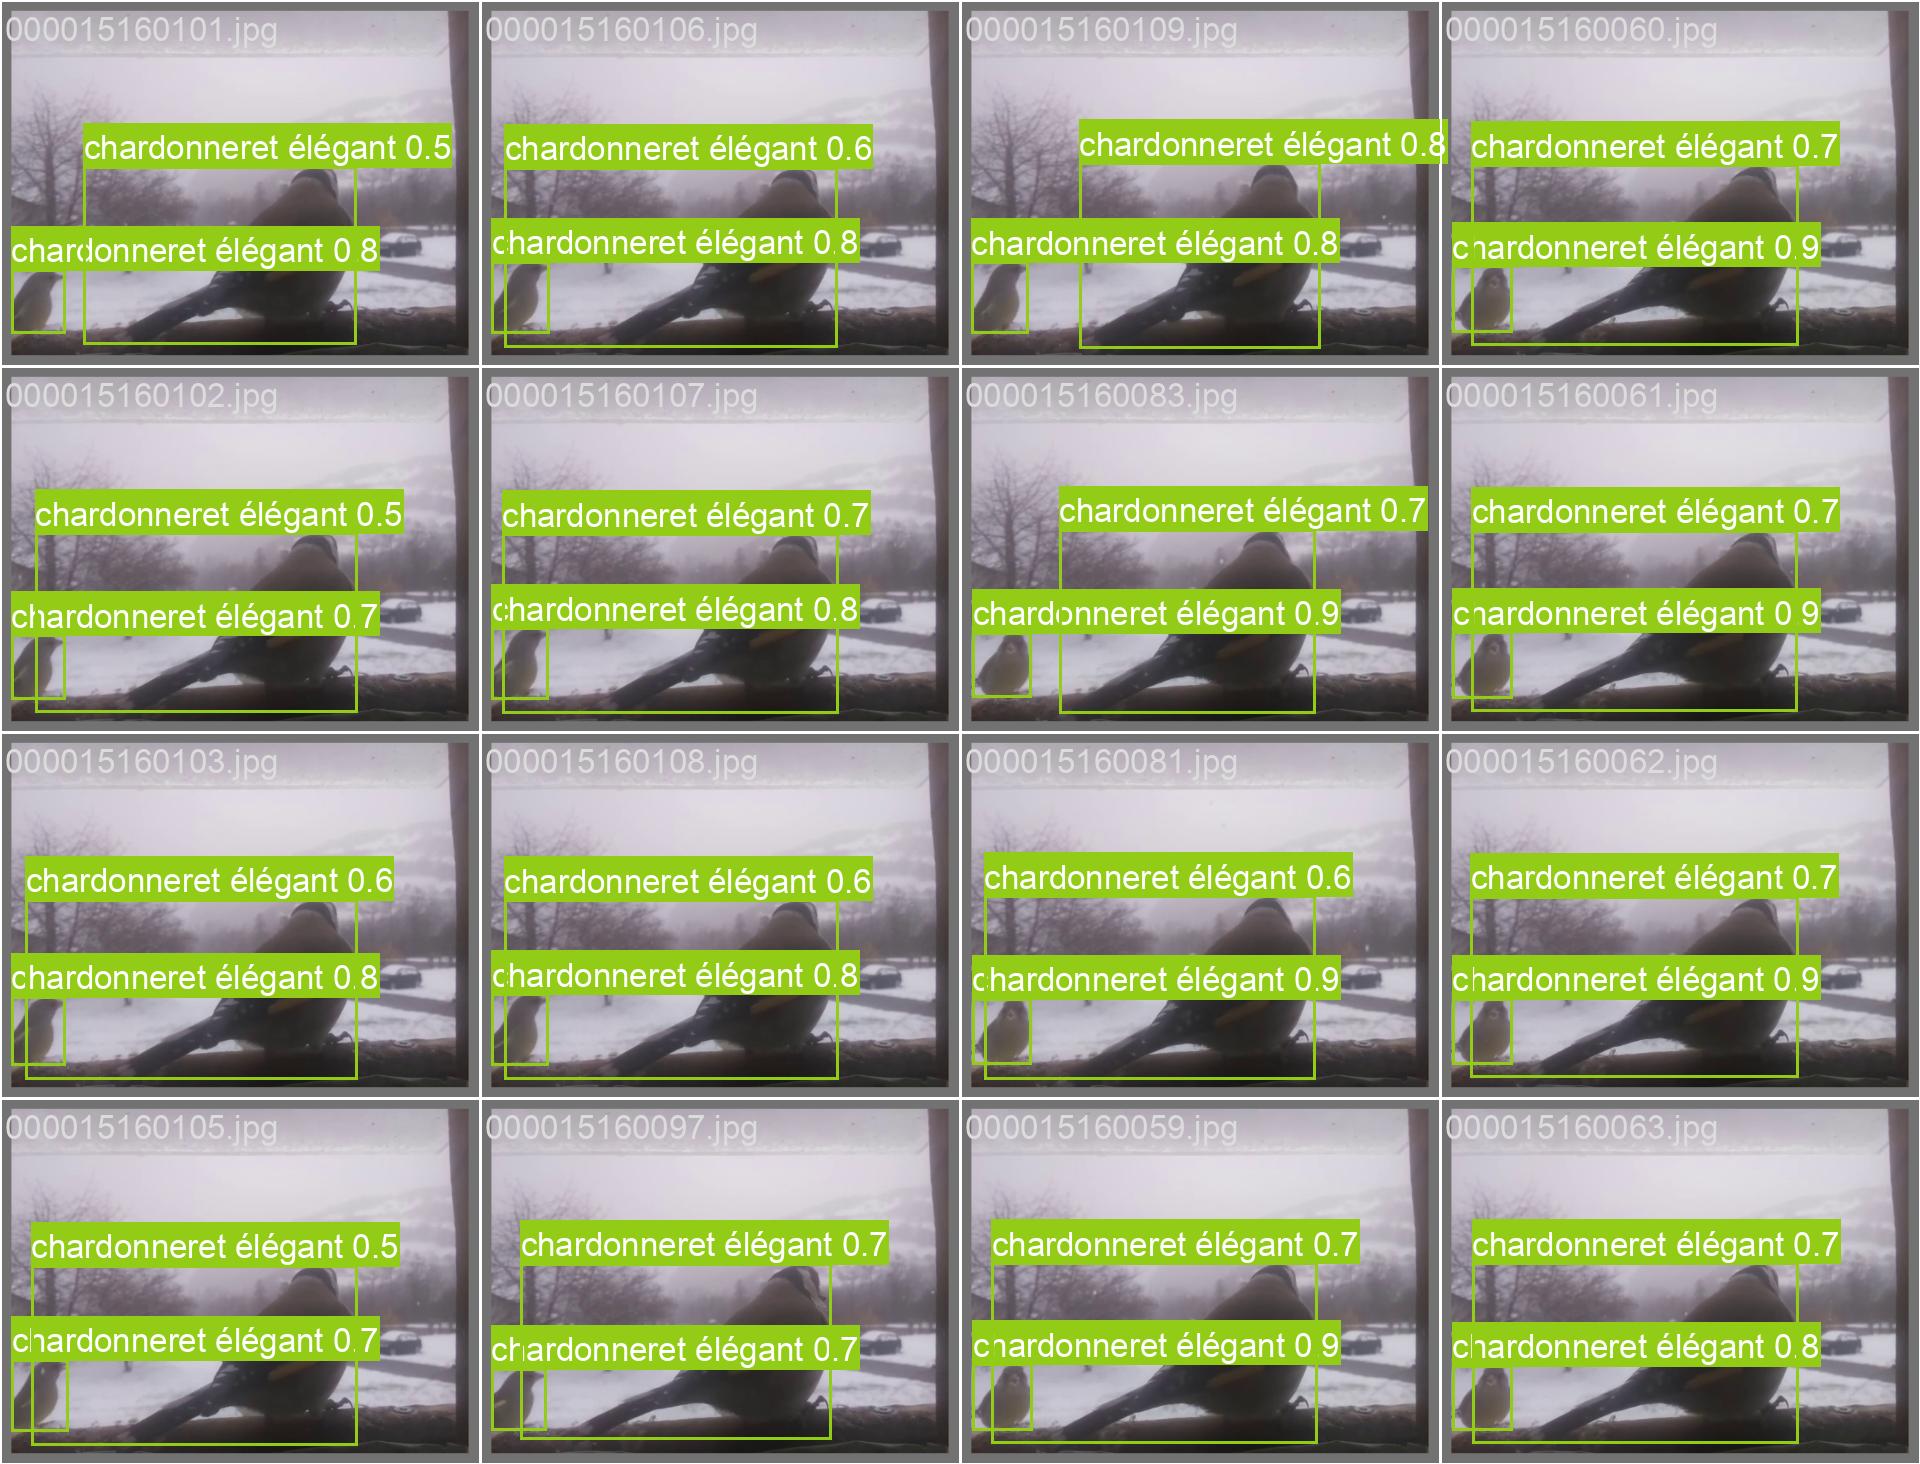 000015160101.jpg
chardonneret élégant 0.5
chardonneret élégant 0.8
000015160106.jpg
chardonneret élégant 0.6
chardonneret élégant 0.8
000015160109.jpg
chardonneret élégant 0.8
chardonneret élégant 0.8
000015160060.jpg
chardonneret élégant 0.7
chardonneret élégant 0.9
000015160102.jpg
chardonneret élégant 0.5
chardonneret élégant 0.7
000015160107.jpg
chardonneret élégant 0.7
chardonneret élégant 0.8
000015160083.jpg
chardonneret élégant 0.7
chardonneret élégant 0.9
000015160061.jpg
chardonneret élégant 0.7
chardonneret élégant 0.9
000015160103.jpg
chardonneret élégant 0.6
chardonneret élégant 0.8
000015160108.jpg
chardonneret élégant 0.6
chardonneret élégant 0.8
000015160081.jpg
chardonneret élégant 0.6
chardonneret élégant 0.9
000015160062.jpg
chardonneret élégant 0.7
chardonneret élégant 0.9
000015160105.jpg
chardonneret élégant 0.5
chardonneret élégant 0.7
000015160097.jpg
chardonneret élégant 0.7
chardonneret élégant 0.7
000015160059.jpg
chardonneret élégant 0.7
chardonneret élégant 0.9
000015160063.jpg
chardonneret élégant 0.7
chardonneret élégant 0.8